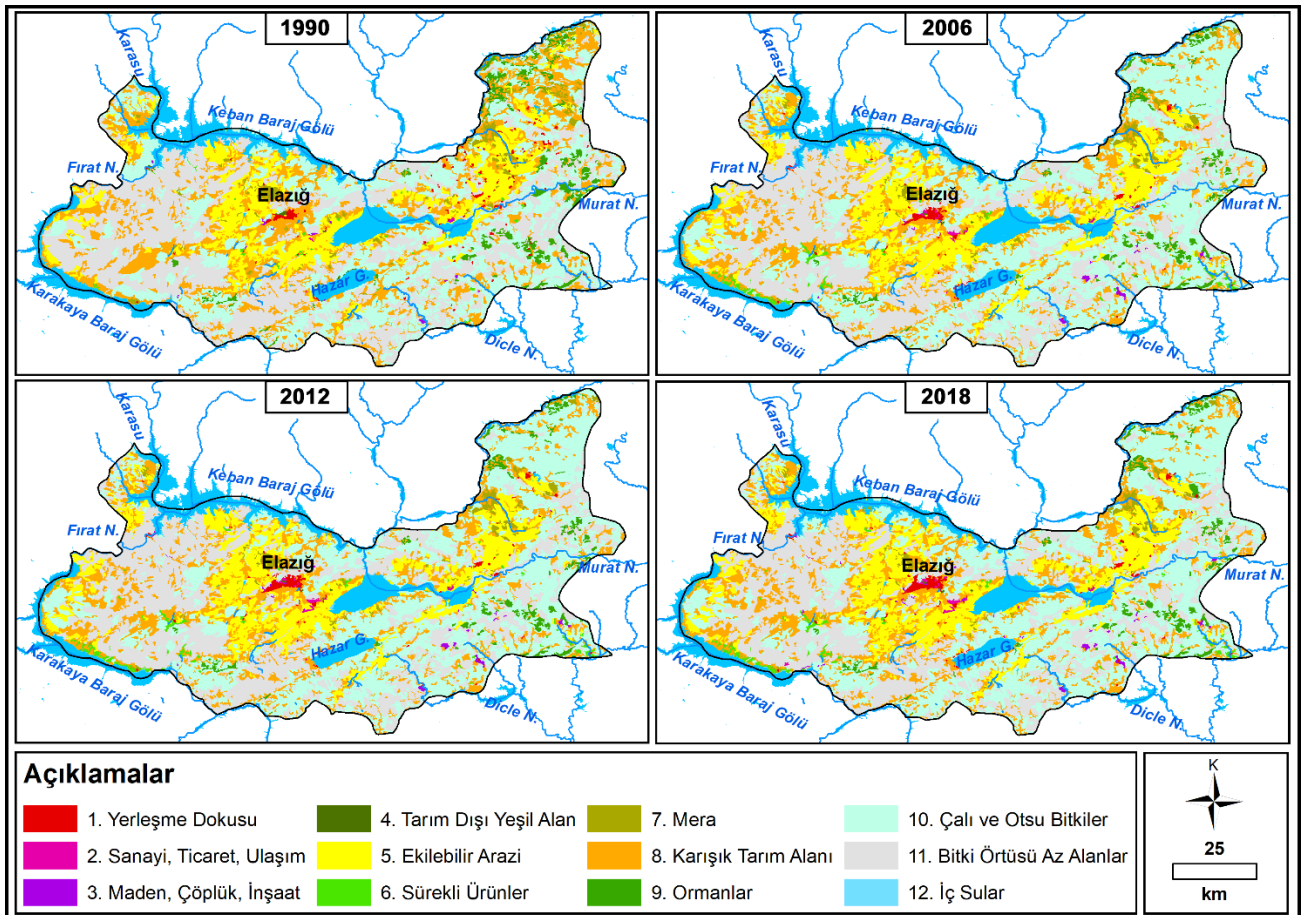 1990
Karasu
Keban Baraj Gölü
Fırat N.
Elazığ
Murat N.
Hazar G.
Karakaya Baraj Gölü
Dicle N.
2006
Karasu
Keban Baraj Gölü
Fırat N.
Elazığ
Murat N.
Hazar G.
Karakaya Baraj Gölü
Dicle N.
2012
Karasu
Keban Baraj Gölü
Fırat N.
Elazığ
Murat N.
Hazar G.
Karakaya Baraj Gölü
Dicle N.
2018
Karasu
Keban Baraj Gölü
Fırat N.
Elazığ
Murat N.
Hazar G.
Karakaya Baraj Gölü
Dicle N.
Açıklamalar
1. Yerleşme Dokusu
2. Sanayi, Ticaret, Ulaşım
3. Maden, Çöplük, İnşaat
4. Tarım Dışı Yeşil Alan
5. Ekilebilir Arazi
6. Sürekli Ürünler
7. Mera
8. Karışık Tarım Alanı
9. Ormanlar
10. Çalı ve Otsu Bitkiler
11. Bitki Örtüsü Az Alanlar
12. İç Sular
K
25
km